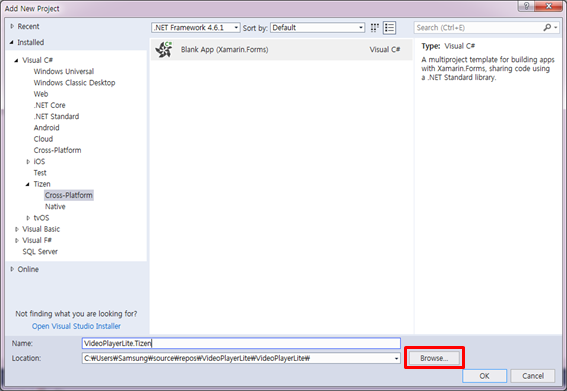 Add New Project
Recent
.NET Framework 4.6.1 Sort by: Default Search (Ctrl+E)
Installed
Visual C#
Windows Universal
Windows Classic Desktop
Web
.NET Core
.NET Standard
Android
Cloud
Cross-Platform
iOS
Test
Tizen
Cross-Platform
Native
tvOS
Visual Basic
Visual F#
SQL Server
Online
Not finding what you are looking for?
Open Visual Studio Installer
C#
Blank App (Xamarin.Forms) Visual C#
Type: Visual C#
A multiproject template for building apps
with Xamarin.Forms, sharing code using
a .NET Standard library.
Name: VideoPlayerLite.Tizen
Location: C:₩Users₩Samsung₩source₩repos₩VideoPlayerLite₩VideoPlayerLite₩ Browse...
OK Cancel